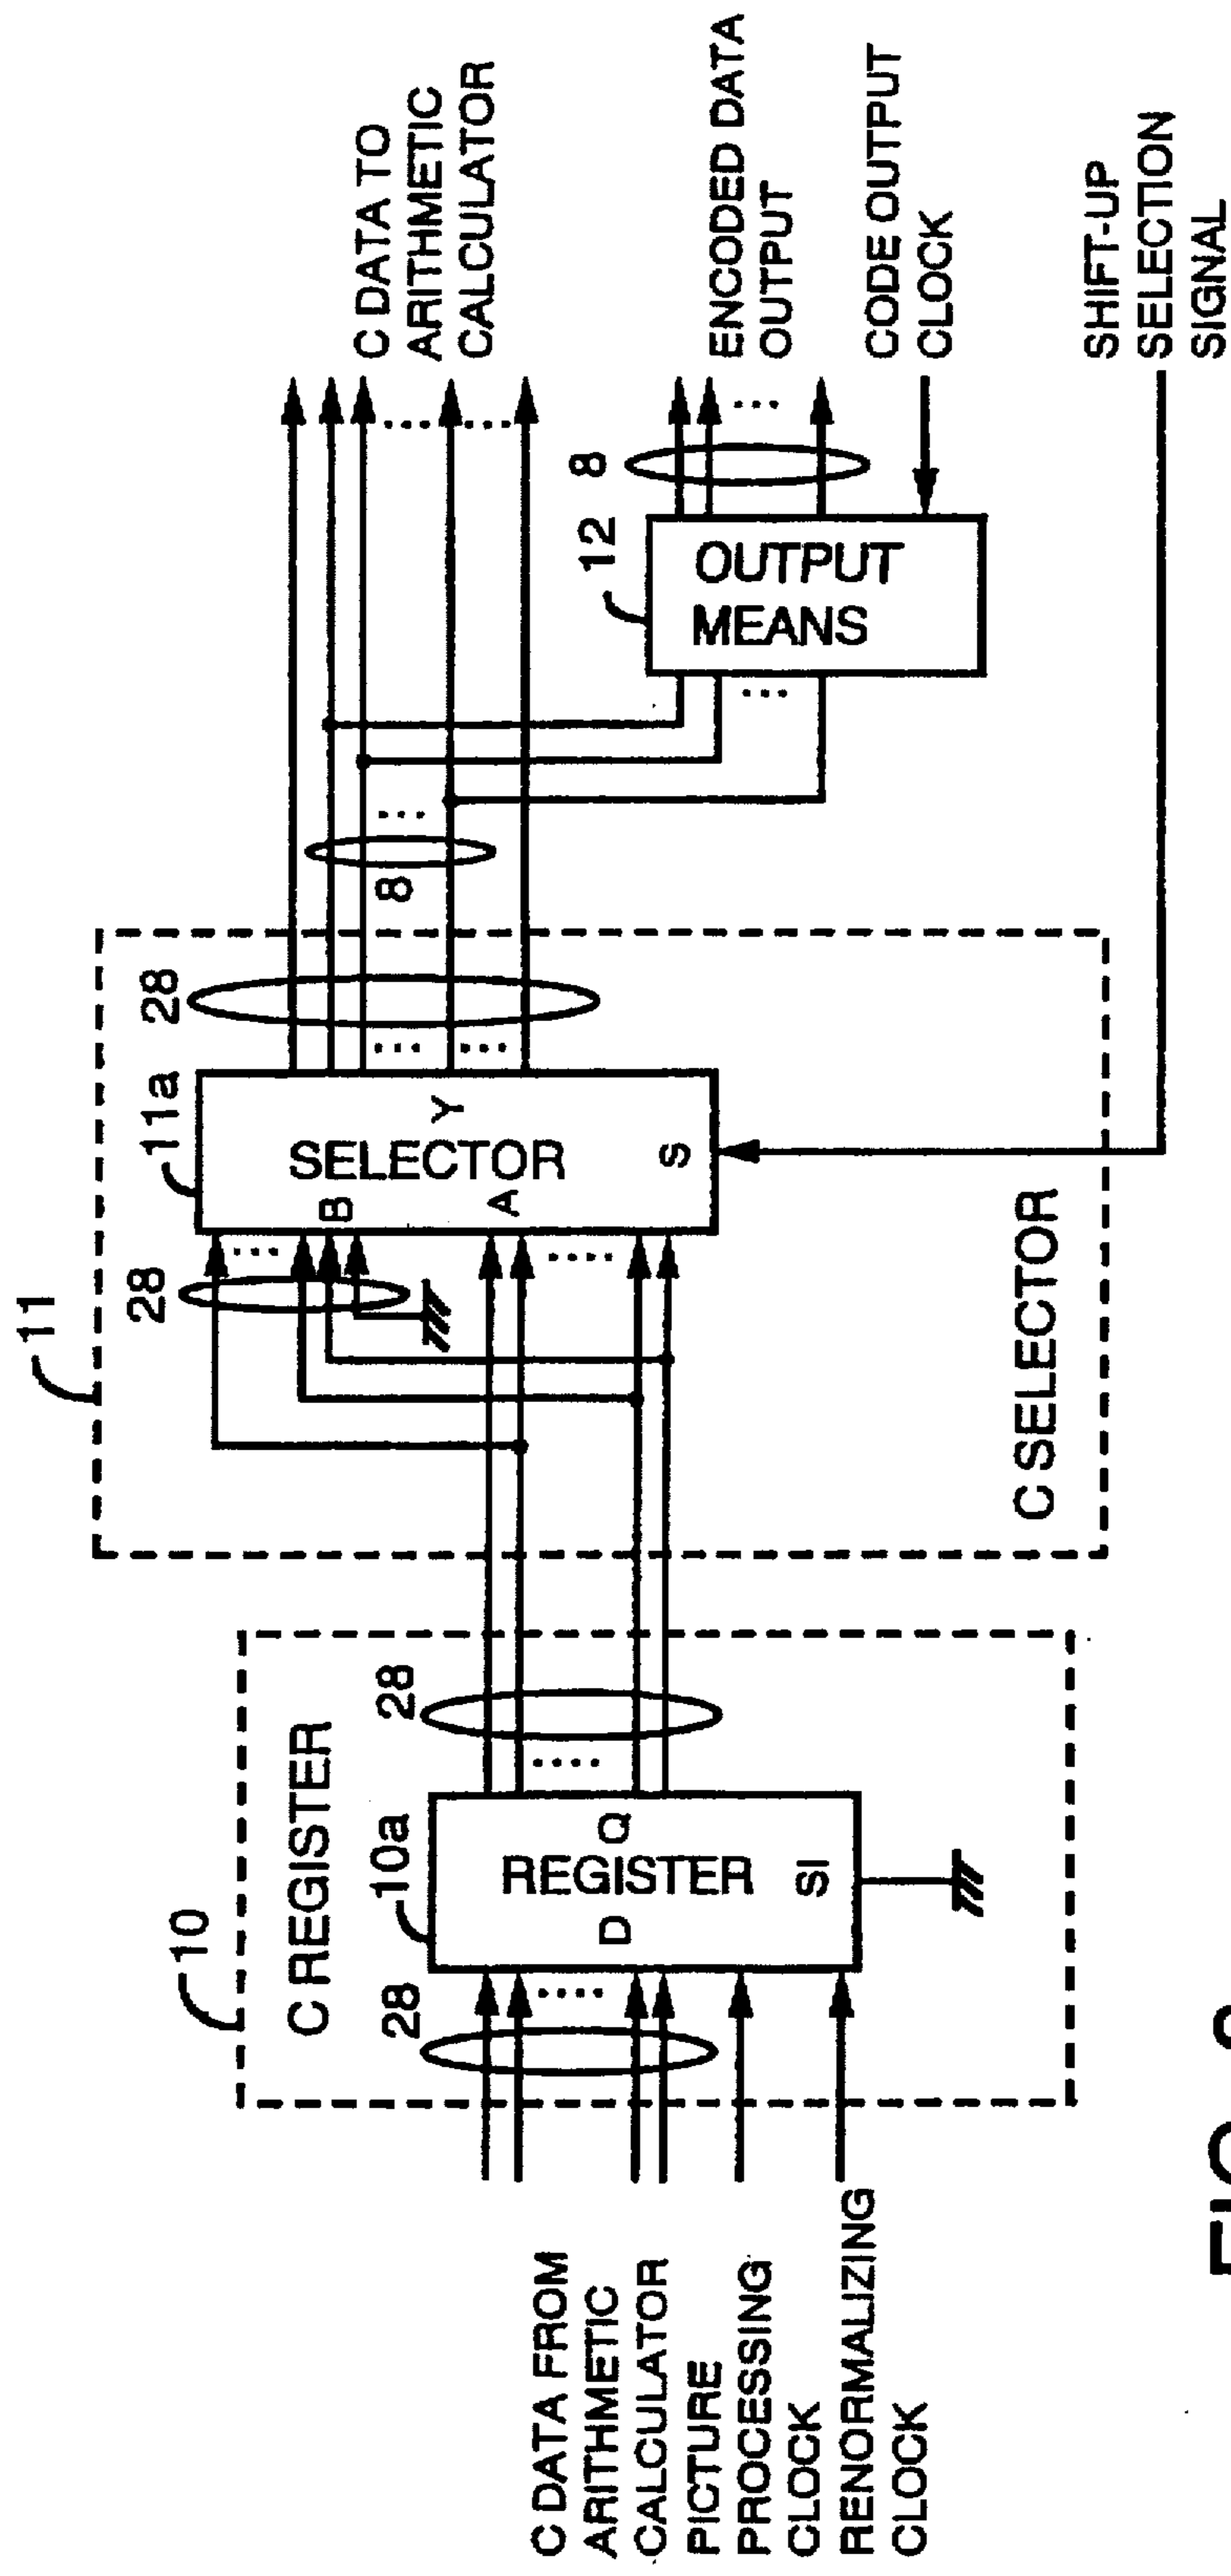 11
10
C REGISTER
28
10a
28
D
Q
REGISTER
SI
C DATA FROM
ARITHMETIC
CALCULATOR
PICTURE
PROCESSING
CLOCK
RENORMALIZING
CLOCK
28
11a
28
B
A
Y
SELECTOR
S
C SELECTOR
8
12
8
OUTPUT
MEANS
C DATA TO
ARITHMETIC
CALCULATOR
ENCODED DATA
OUTPUT
CODE OUTPUT
CLOCK
SHIFT-UP
SELECTION
SIGNAL